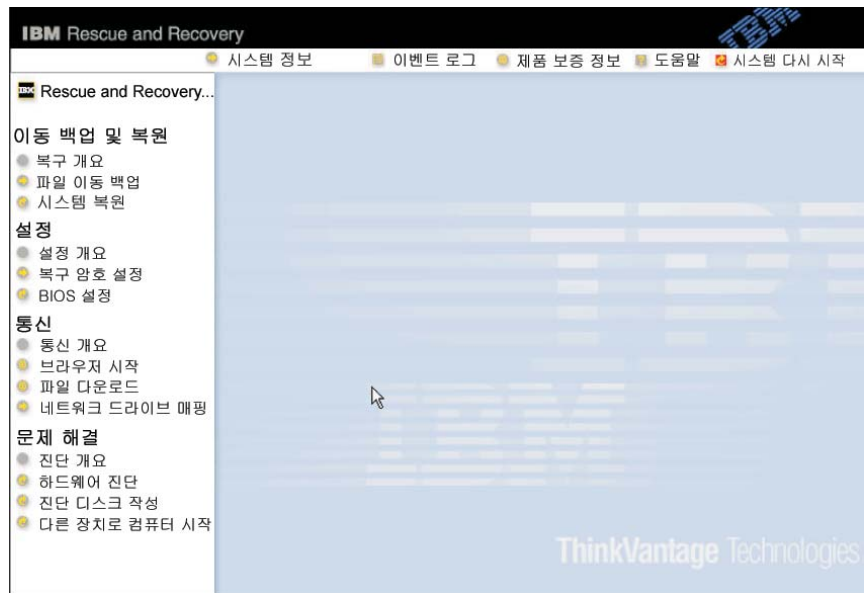 IBM Rescue and Recovery
IBM
시스템 정보 이벤트 로그 제품 보증 정보 도움말 시스템 다시 시작
Rescue and Recovery...
이동 백업 및 복원
복구 개요
파일 이동 백업
시스템 복원
설정
설정 개요
복구 암호 설정
BIOS 설정
통신
통신 개요
브라우저 시작
파일 다운로드
네트워크 드라이브 매핑
문제 해결
진단 개요
하드웨어 진단
진단 디스크 작성
다른 장치로 컴퓨터 시작
IBM
ThinkVantage Technologies